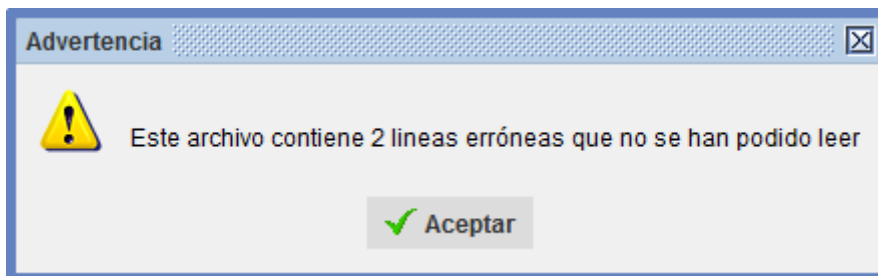 Advertencia
Este archivo contiene 2 lineas erróneas que no se han podido leer
Aceptar